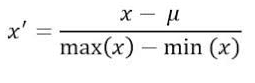 x′ = (x − μ) / (max(x) − min (x))